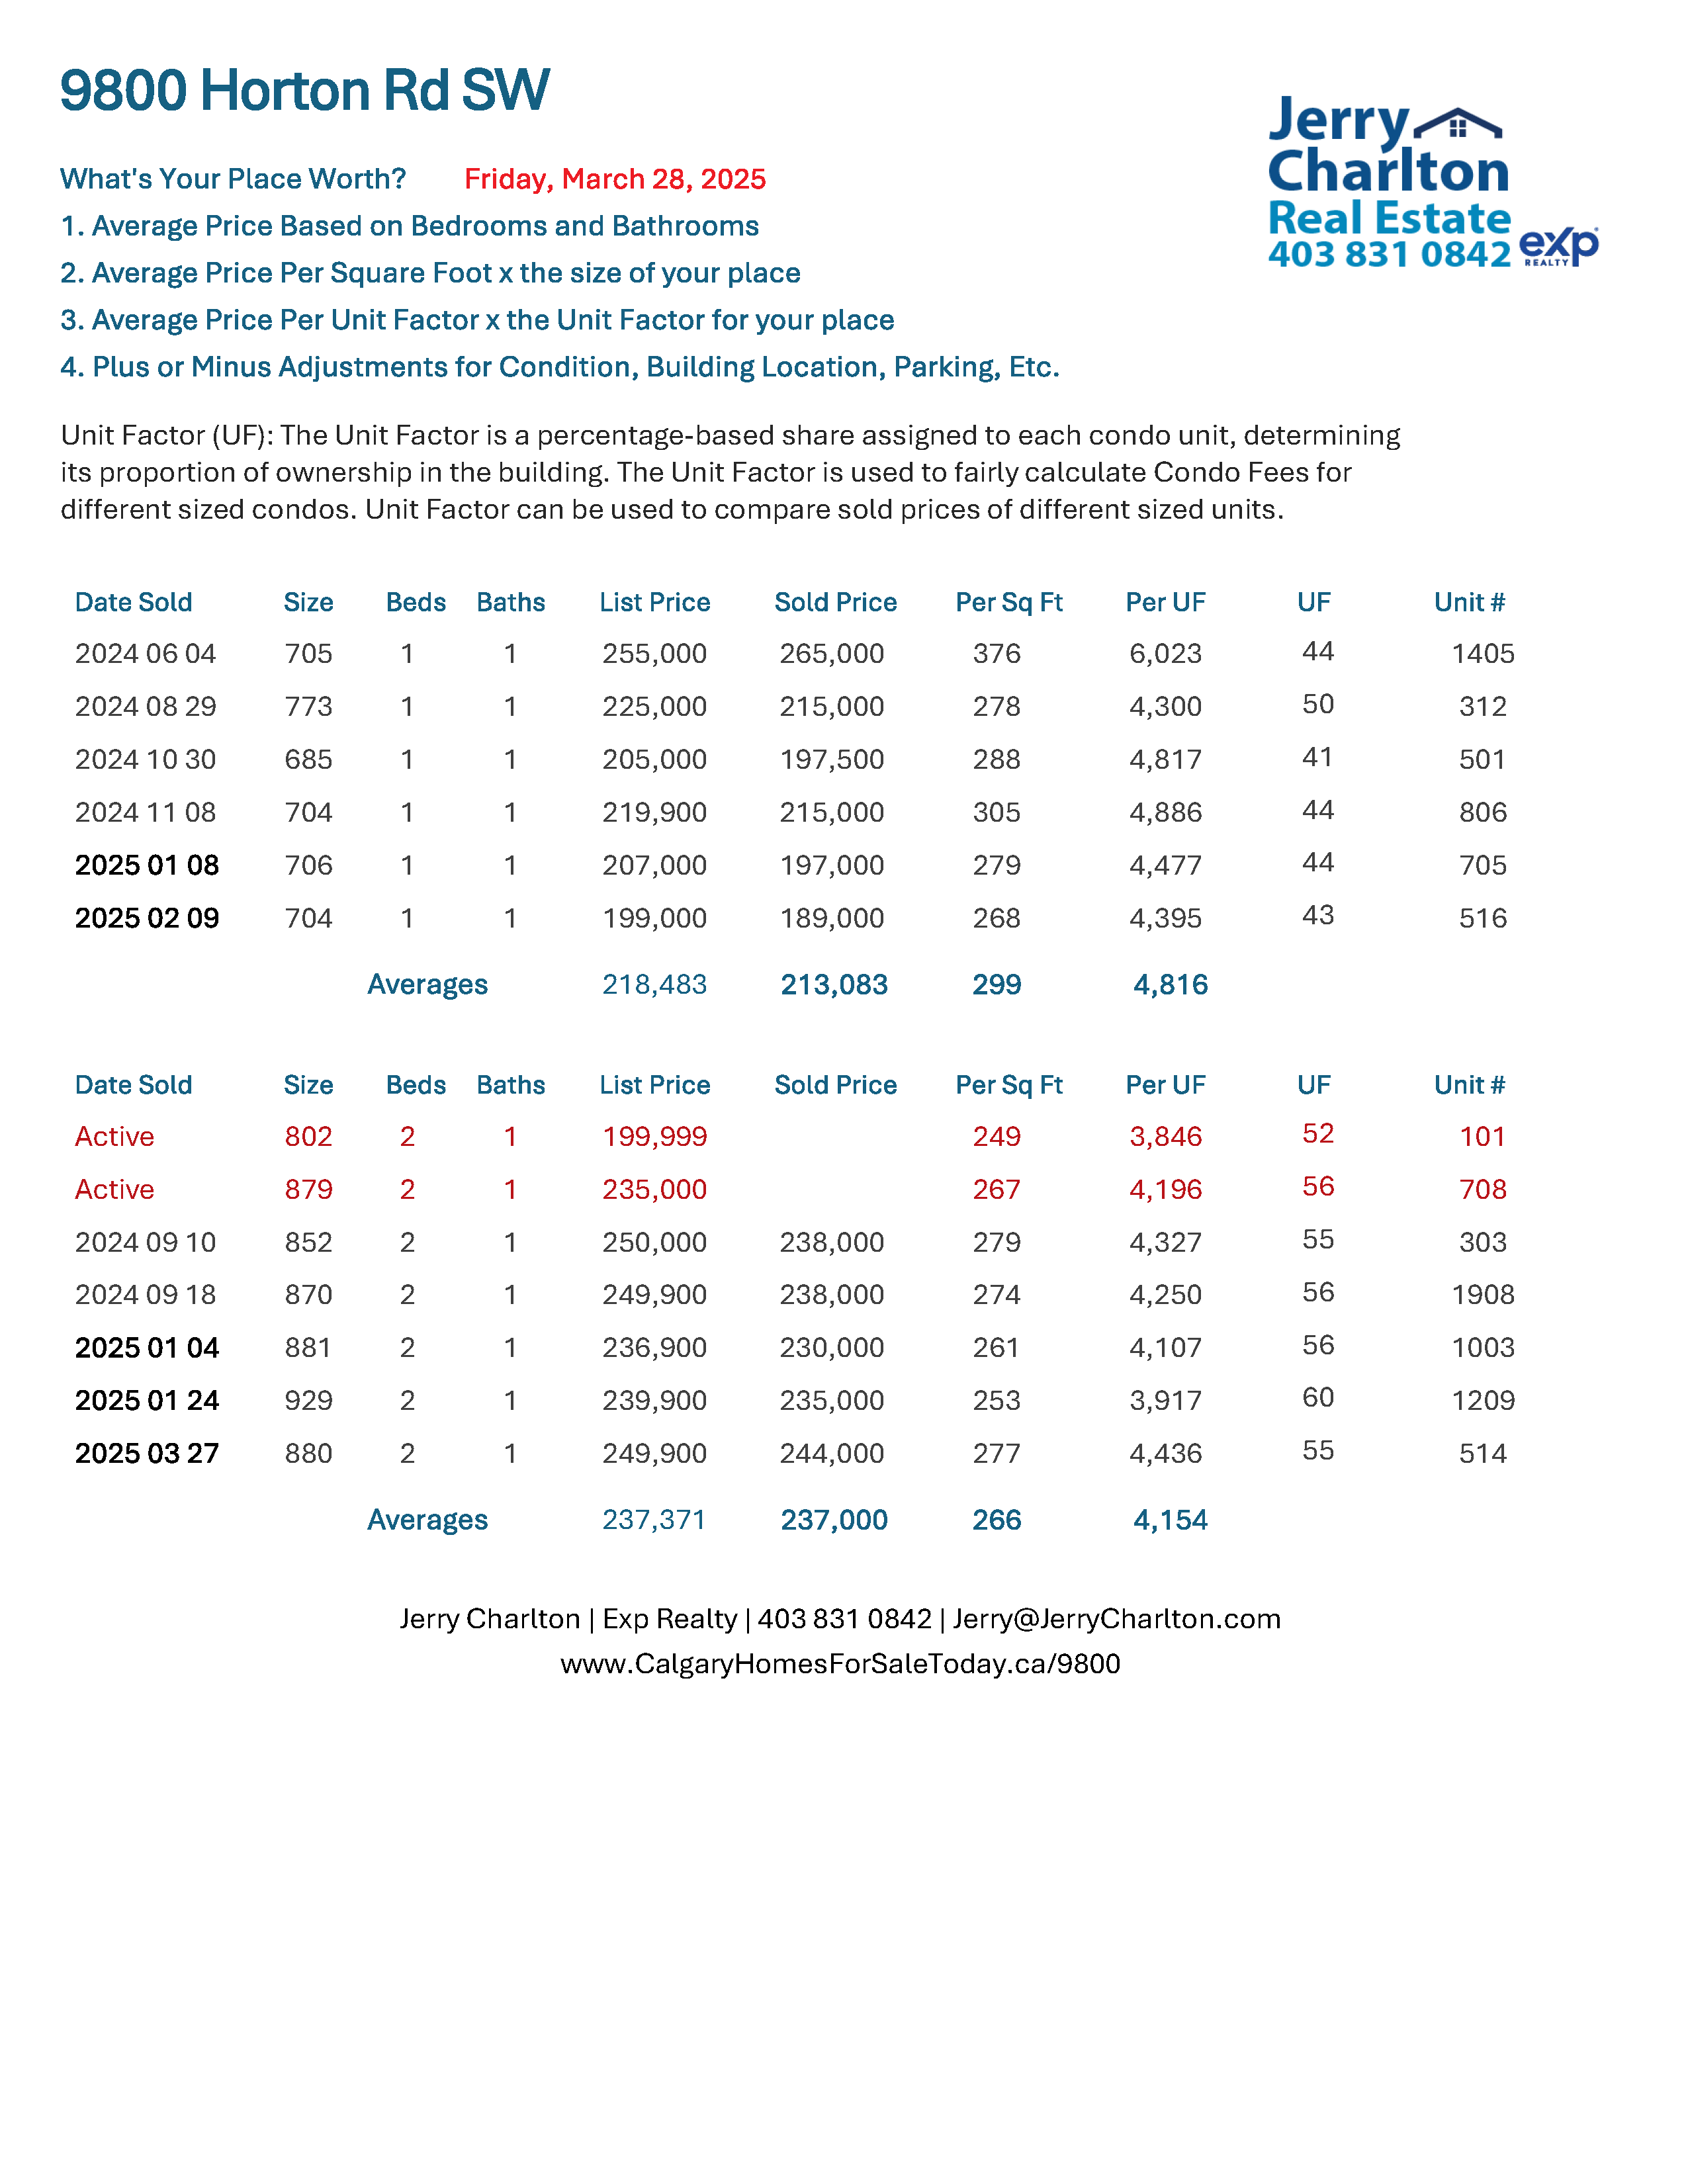 9800 Horton Rd SW
Jerry
Charlton
Real Estate
403 831 0842 exp
REALTY
What's Your Place Worth? Friday, March 28, 2025
1. Average Price Based on Bedrooms and Bathrooms
2. Average Price Per Square Foot x the size of your place
3. Average Price Per Unit Factor x the Unit Factor for your place
4. Plus or Minus Adjustments for Condition, Building Location, Parking, Etc.
Unit Factor (UF): The Unit Factor is a percentage-based share assigned to each condo unit, determining
its proportion of ownership in the building. The Unit Factor is used to fairly calculate Condo Fees for
different sized condos. Unit Factor can be used to compare sold prices of different sized units.
Date Sold Size Beds Baths List Price Sold Price Per Sq Ft Per UF UF Unit #
2024 06 04 705 1 1 255,000 265,000 376 6,023 44 1405
2024 08 29 773 1 1 225,000 215,000 278 4,300 50 312
2024 10 30 685 1 1 205,000 197,500 288 4,817 41 501
2024 11 08 704 1 1 219,900 215,000 305 4,886 44 806
2025 01 08 706 1 1 207,000 197,000 279 4,477 44 705
2025 02 09 704 1 1 199,000 189,000 268 4,395 43 516
Averages 218,483 213,083 299 4,816
Date Sold Size Beds Baths List Price Sold Price Per Sq Ft Per UF UF Unit #
Active 802 2 1 199,999 249 3,846 52 101
Active 879 2 1 235,000 267 4,196 56 708
2024 09 10 852 2 1 250,000 238,000 279 4,327 55 303
2024 09 18 870 2 1 249,900 238,000 274 4,250 56 1908
2025 01 04 881 2 1 236,900 230,000 261 4,107 56 1003
2025 01 24 929 2 1 239,900 235,000 253 3,917 60 1209
2025 03 27 880 2 1 249,900 244,000 277 4,436 55 514
Averages 237,371 237,000 266 4,154
Jerry Charlton | Exp Realty | 403 831 0842 | Jerry@JerryCharlton.com
www.CalgaryHomesForSaleToday.ca/9800